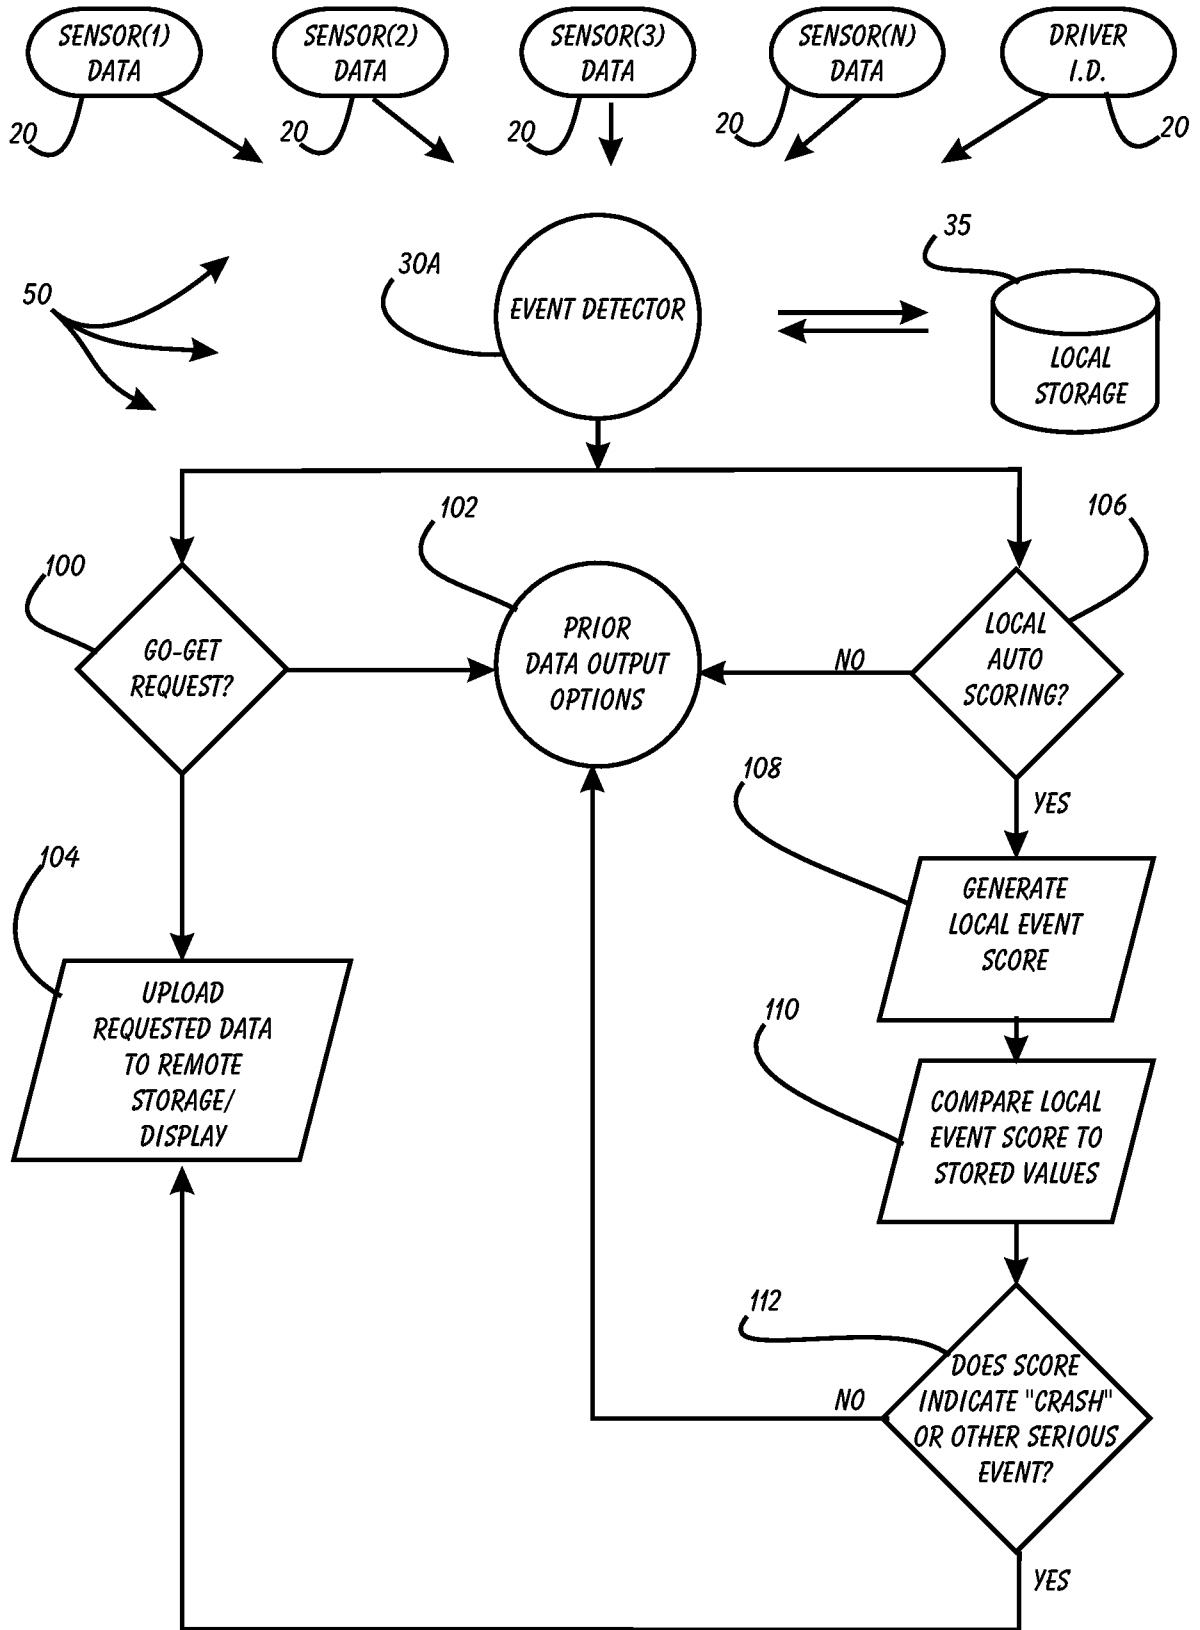 SENSOR(1)
DATA
SENSOR(2)
DATA
SENSOR(3)
DATA
SENSOR(N)
DATA
DRIVER
I.D.
20
20
20
20
20
50
30A
EVENT DETECTOR
35
LOCAL
STORAGE
100
GO-GET
REQUEST?
102
PRIOR
DATA OUTPUT
OPTIONS
106
LOCAL
AUTO
SCORING?
NO
YES
108
GENERATE
LOCAL EVENT
SCORE
104
UPLOAD
REQUESTED DATA
TO REMOTE
STORAGE/
DISPLAY
110
COMPARE LOCAL
EVENT SCORE TO
STORED VALUES
112
DOES SCORE
INDICATE "CRASH"
OR OTHER SERIOUS
EVENT?
NO
YES